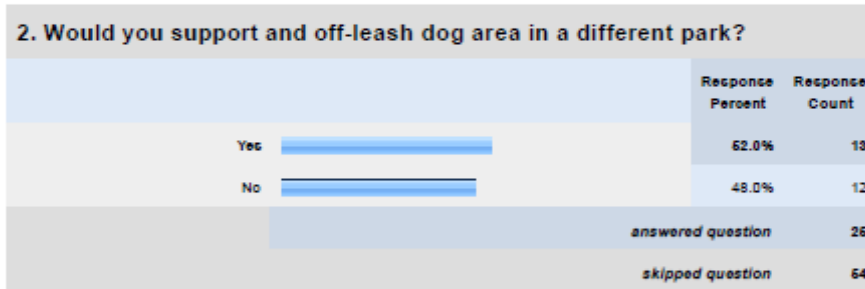 2. Would you support and off-leash dog area in a different park?
Response Percent Response Count
Yes 52.0% 13
No 48.0% 12
answered question 25
skipped question 54